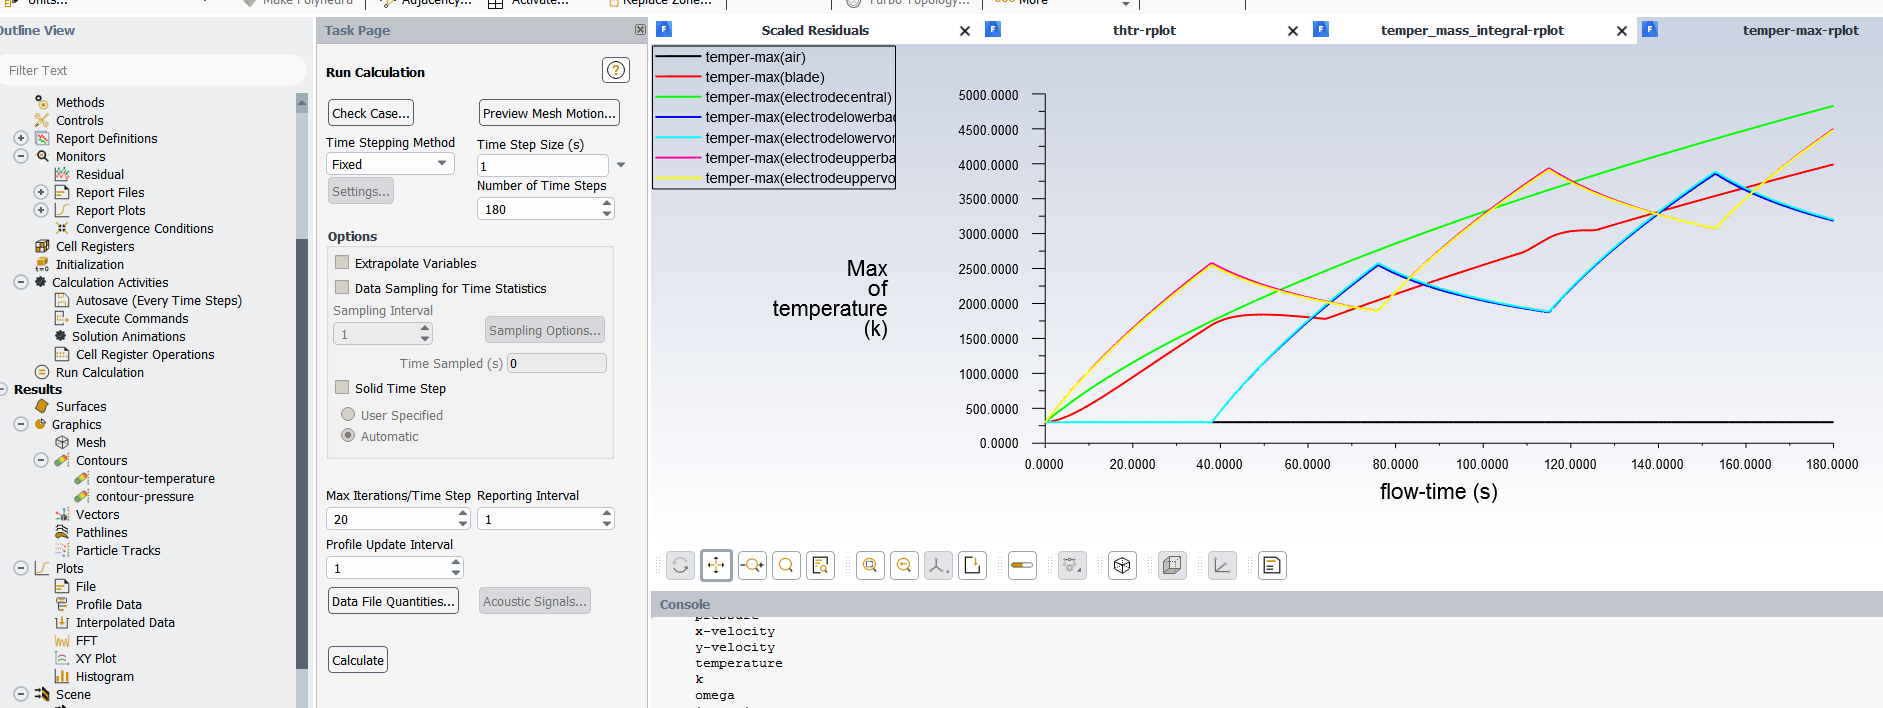 Units...
Make Polyhedra
Adjacency...
Activate...
Replace Zone...
Turbo Topology...
More
Outline View
Filter Text
Methods
Controls
Report Definitions
Monitors
Residual
Report Files
Report Plots
Convergence Conditions
Cell Registers
Initialization
Calculation Activities
Autosave (Every Time Steps)
Execute Commands
Solution Animations
Cell Register Operations
Run Calculation
Results
Surfaces
Graphics
Mesh
Contours
contour-temperature
contour-pressure
Vectors
Pathlines
Particle Tracks
Plots
File
Profile Data
Interpolated Data
FFT
XY Plot
Histogram
Scene
Task Page
Run Calculation
?
Check Case...
Preview Mesh Motion...
Time Stepping Method
Time Step Size (s)
Fixed
1
Settings...
Number of Time Steps
180
Options
Extrapolate Variables
Data Sampling for Time Statistics
Sampling Interval
1
Sampling Options...
Time Sampled (s) 0
Solid Time Step
User Specified
Automatic
Max Iterations/Time Step
Reporting Interval
20
1
Profile Update Interval
1
Data File Quantities...
Acoustic Signals...
Calculate
Scaled Residuals
thtr-rplot
temper_mass_integral-rplot
temper-max-rplot
temper-max(air)
temper-max(blade)
temper-max(electrodecentral)
temper-max(electrodelowerbac
temper-max(electrodelowervor
temper-max(electrodeupperba
temper-max(electrodeuppervo
Max
of
temperature
(k)
5000.0000
4500.0000
4000.0000
3500.0000
3000.0000
2500.0000
2000.0000
1500.0000
1000.0000
500.0000
0.0000
0.0000 20.0000 40.0000 60.0000 80.0000 100.0000 120.0000 140.0000 160.0000 180.0000
flow-time (s)
Console
pressure
x-velocity
y-velocity
temperature
k
omega